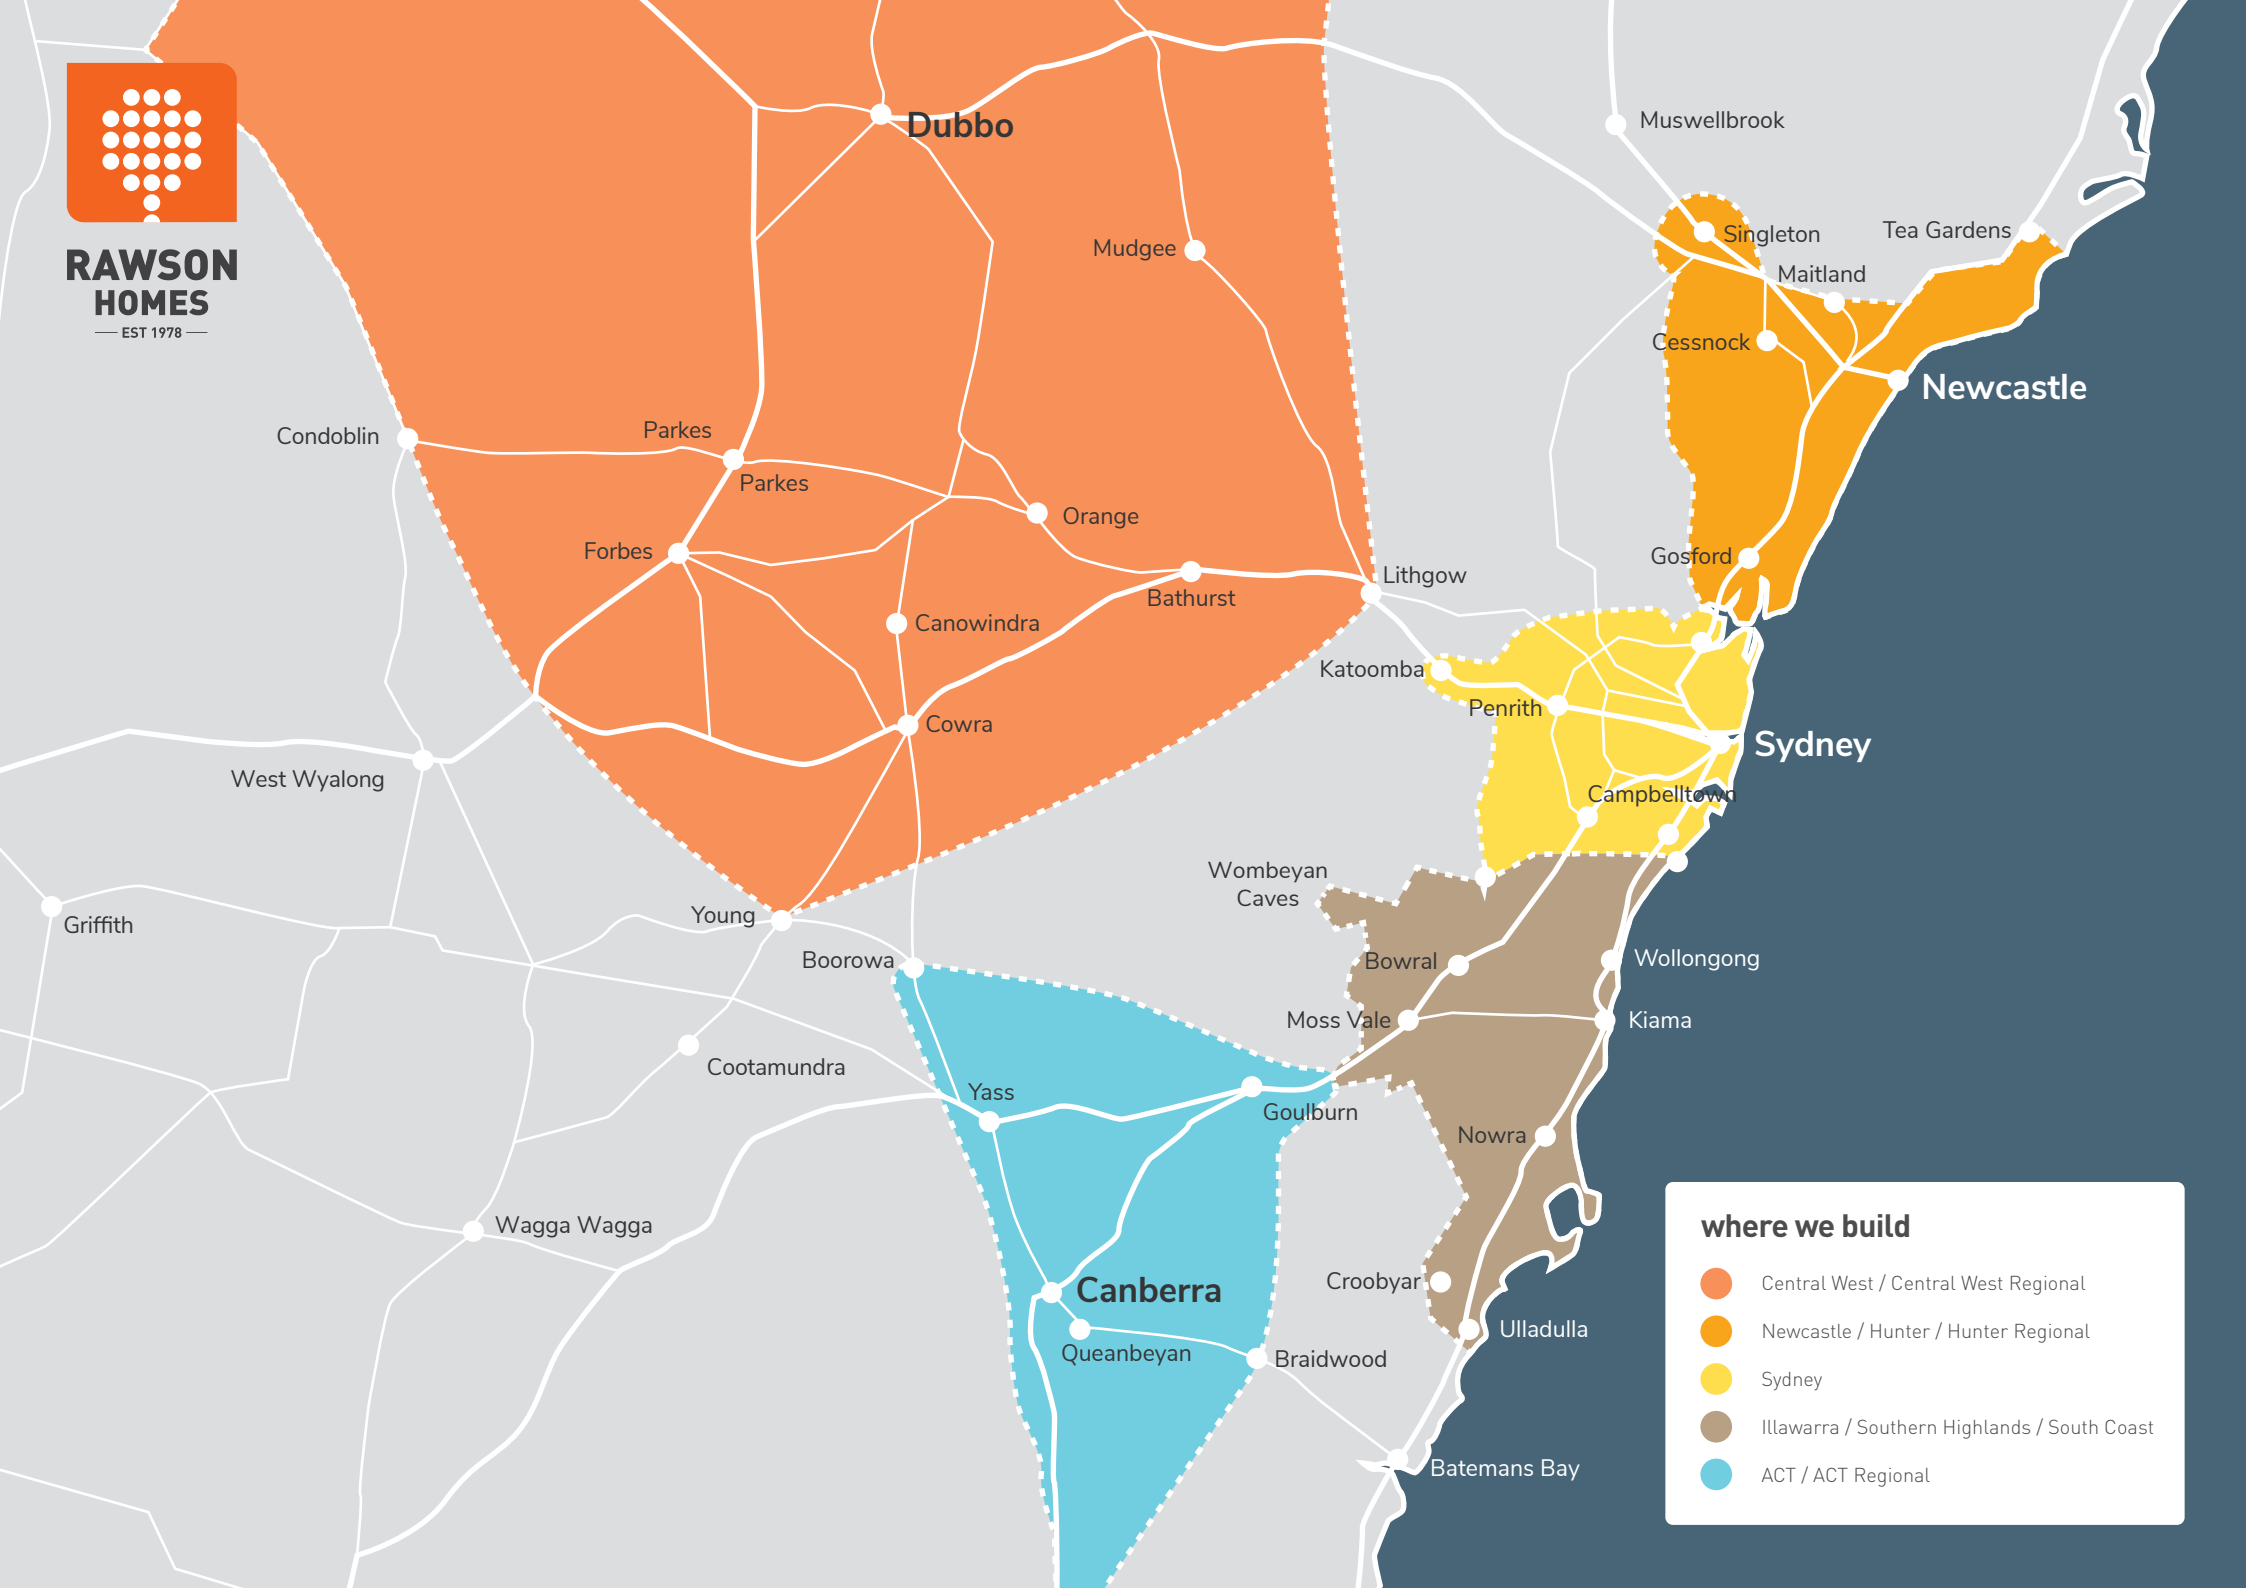 RAWSON
HOMES
EST 1978
Dubbo
Muswellbrook
Mudgee
Singleton
Tea Gardens
Maitland
Cessnock
Newcastle
Condoblin
Parkes
Parkes
Orange
Forbes
Gosford
Lithgow
Bathurst
Canowindra
Katoomba
Penrith
Cowra
Sydney
West Wyalong
Campbelltown
Wombeyan
Caves
Griffith
Young
Boorowa
Bowral
Wollongong
Moss Vale
Kiama
Cootamundra
Yass
Goulburn
Nowra
Wagga Wagga
Canberra
Croobyar
Queanbeyan
Braidwood
Ulladulla
Batemans Bay
where we build
Central West / Central West Regional
Newcastle / Hunter / Hunter Regional
Sydney
Illawarra / Southern Highlands / South Coast
ACT / ACT Regional